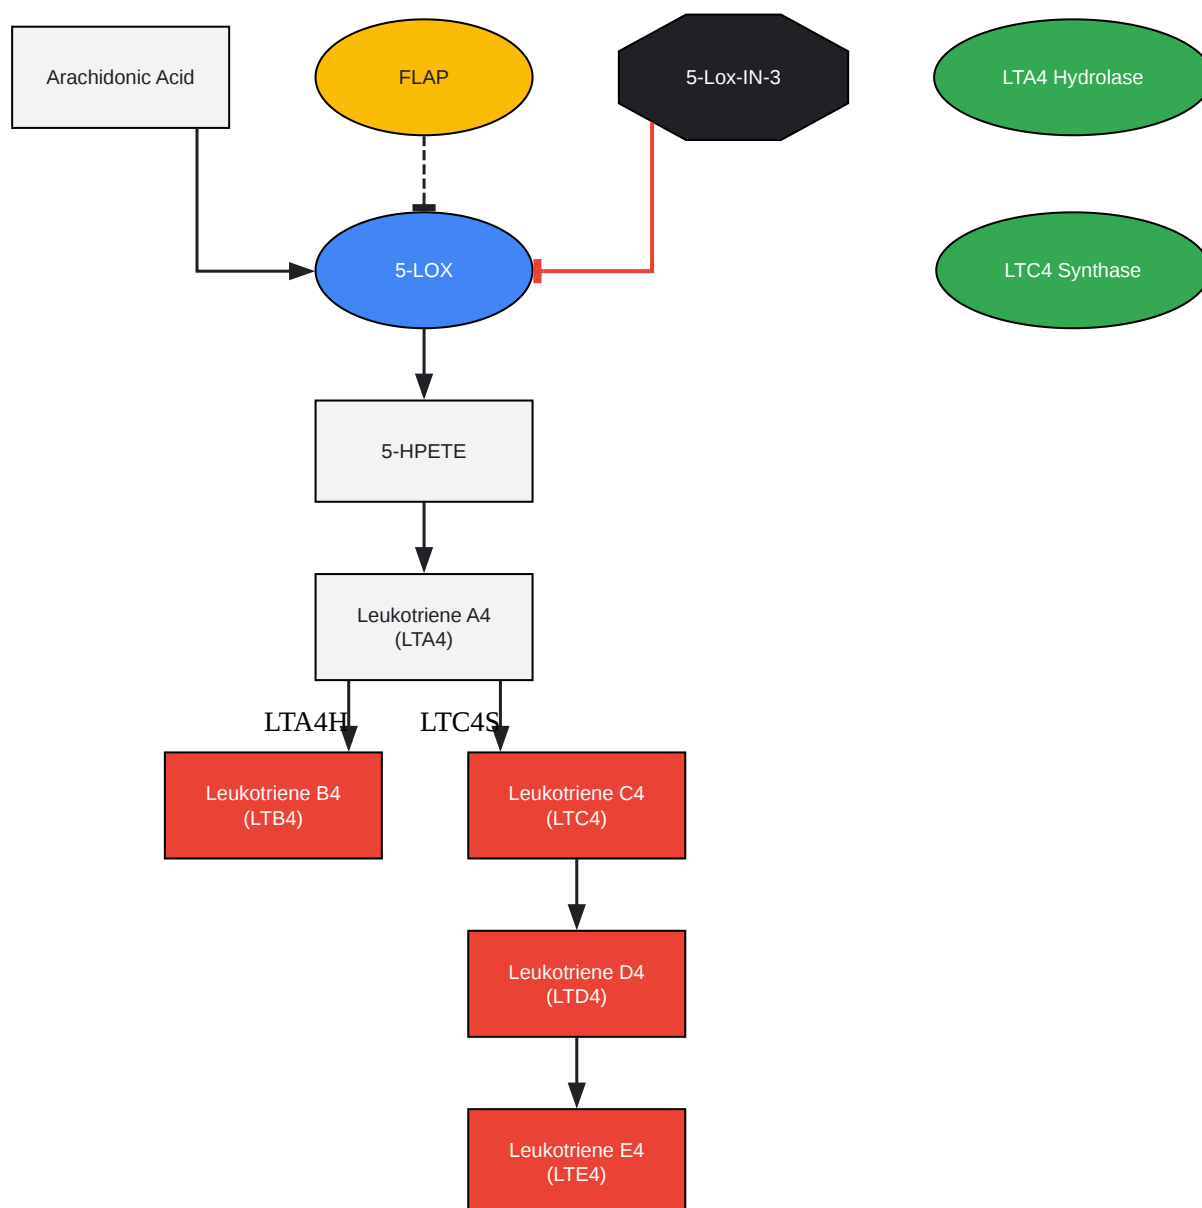 Arachidonic Acid
FLAP
5-Lox-IN-3
LTA4 Hydrolase
5-LOX
LTC4 Synthase
5-HPETE
Leukotriene A4
(LTA4)
LTA4H
LTC4S
Leukotriene B4
(LTB4)
Leukotriene C4
(LTC4)
Leukotriene D4
(LTD4)
Leukotriene E4
(LTE4)